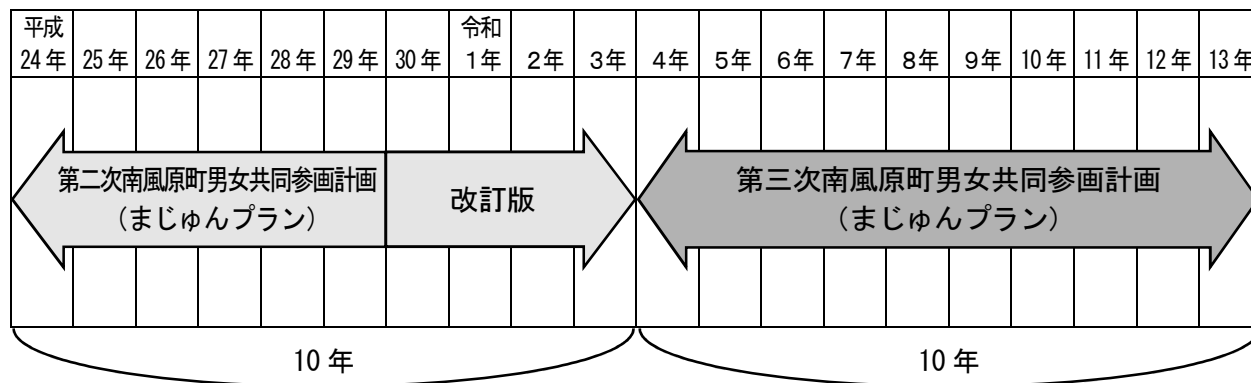 平成 令和
24年 25年 26年 27年 28年 29年 30年 1年 2年 3年 4年 5年 6年 7年 8年 9年 10年 11年 12年 13年
第二次南風原町男女共同参画計画
（まじゅんプラン）
改訂版
第三次南風原町男女共同参画計画
（まじゅんプラン）
10年 10年